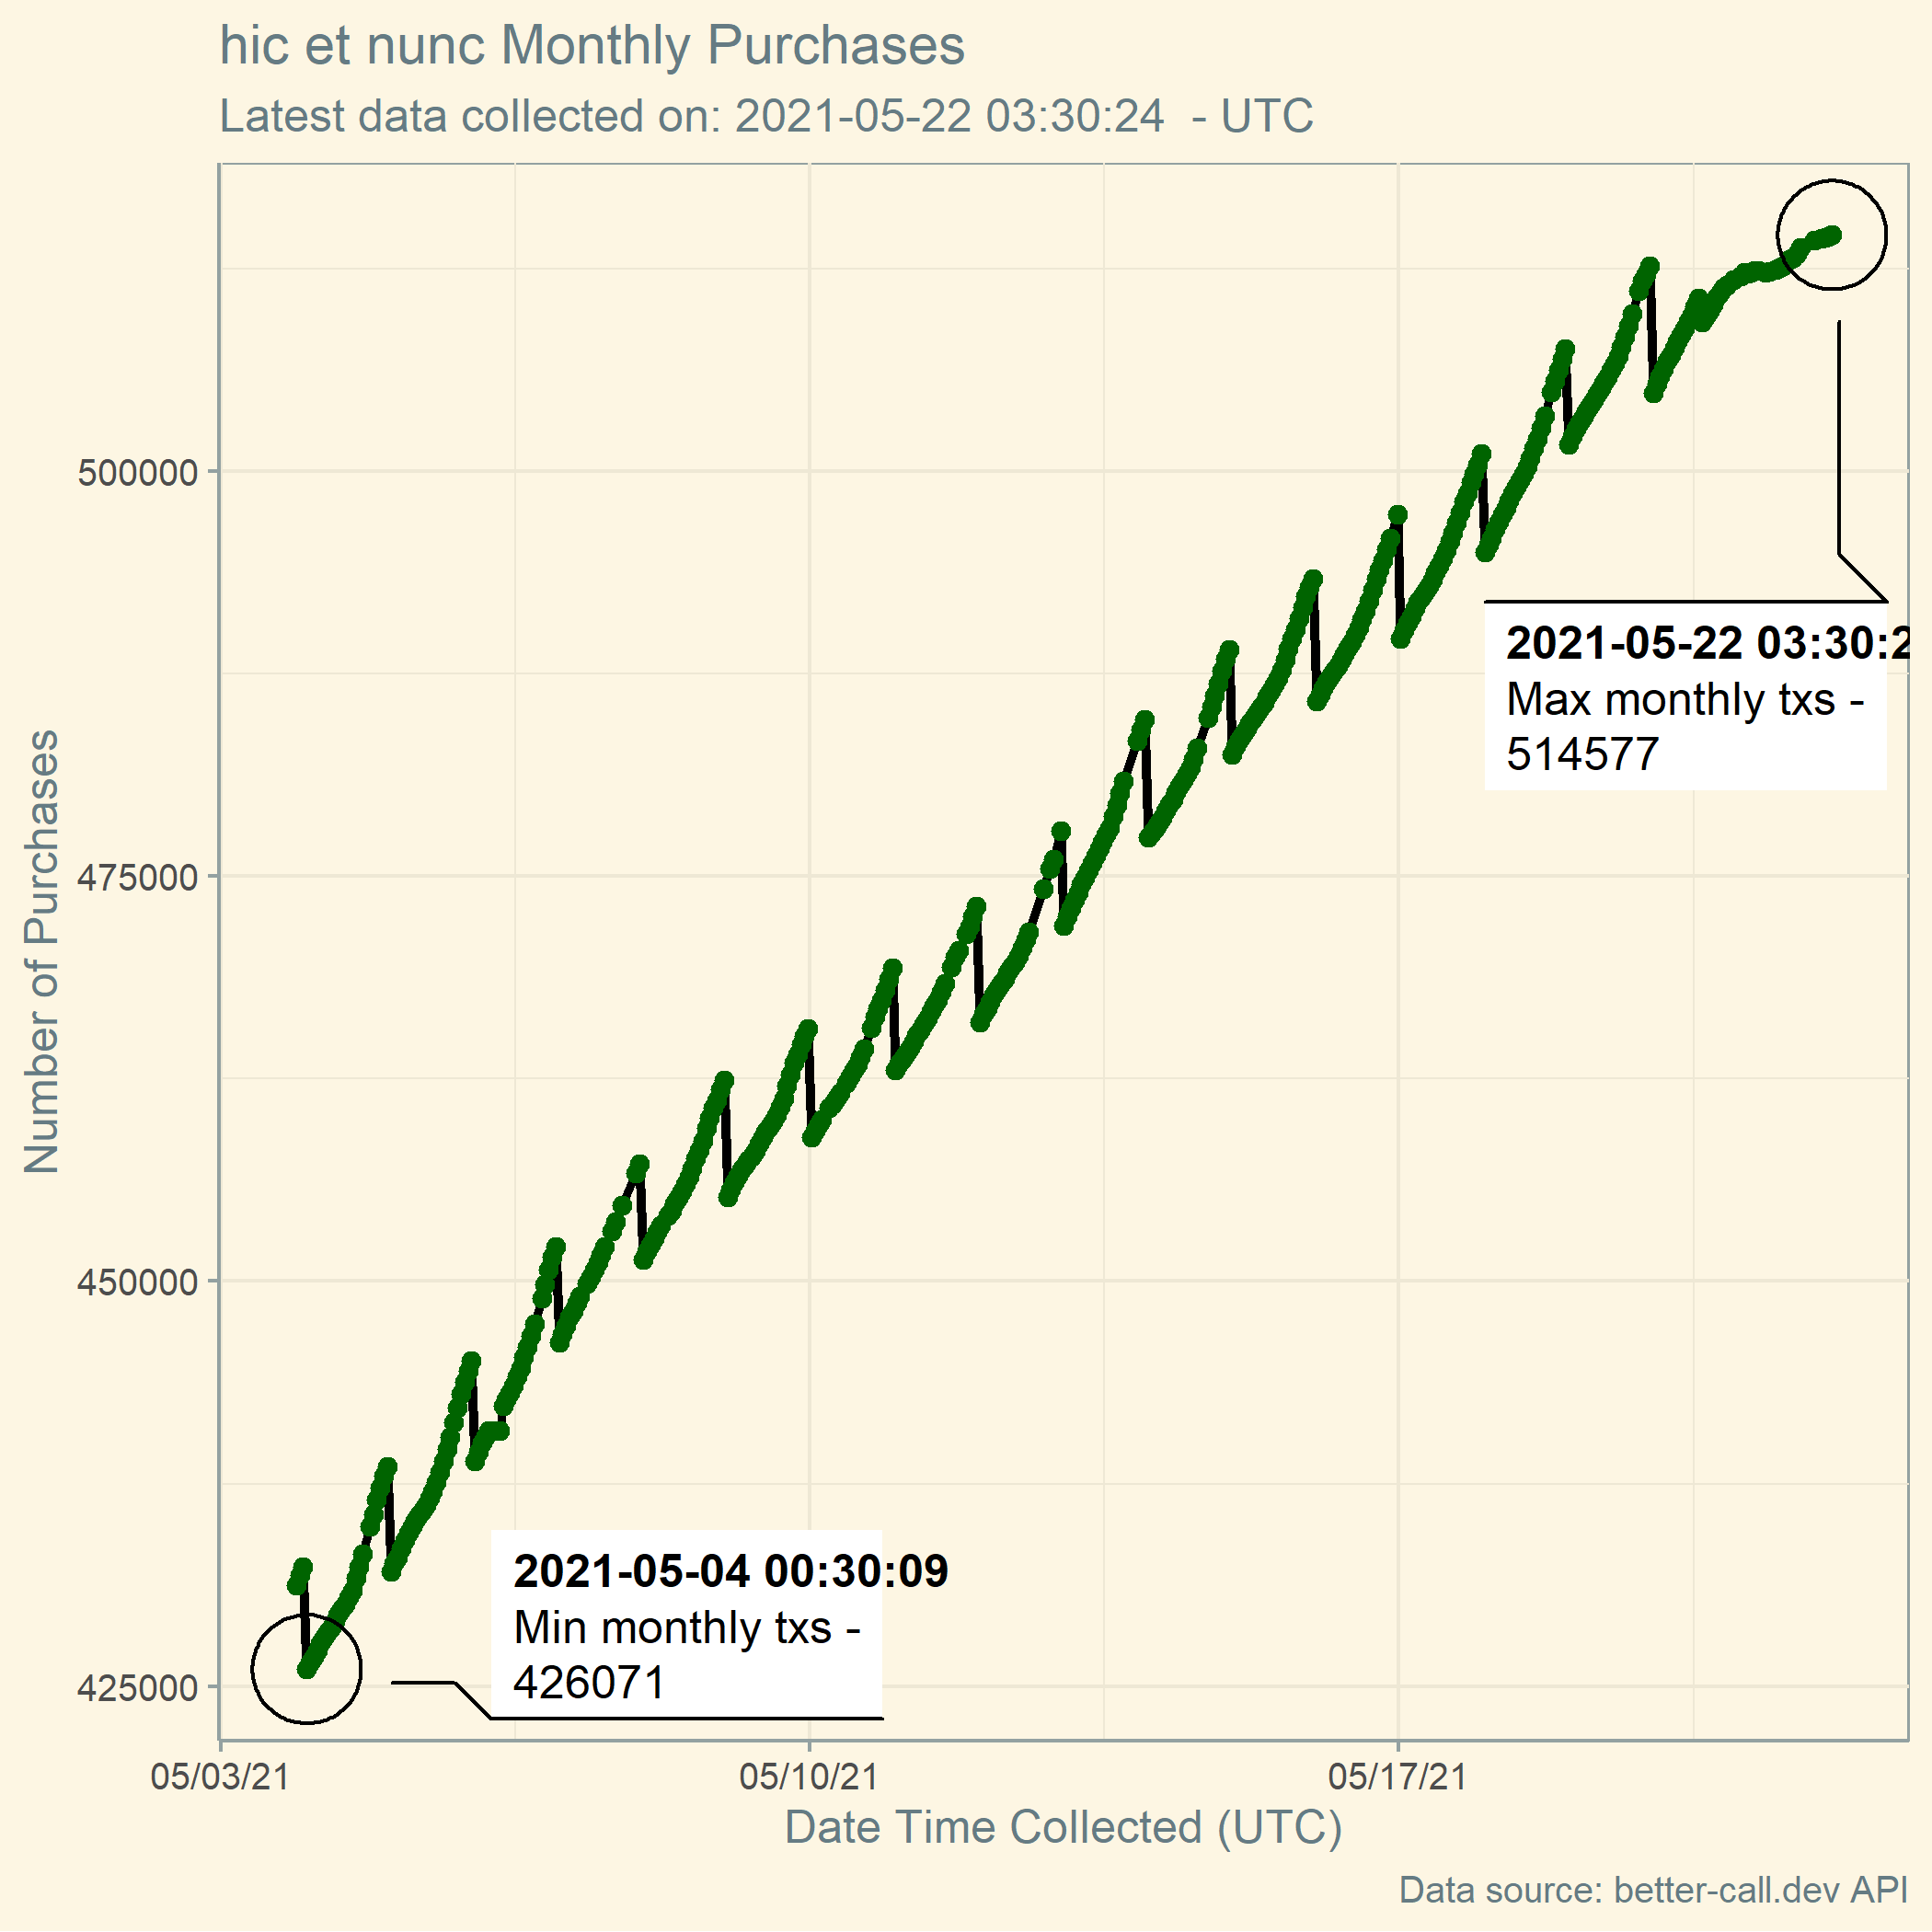 hic et nunc Monthly Purchases
Latest data collected on: 2021-05-22 03:30:24  - UTC
500000
475000
450000
425000
Number of Purchases
2021-05-22 03:30:2
Max monthly txs -
514577
2021-05-04 00:30:09
Min monthly txs -
426071
05/03/21
05/10/21
05/17/21
Date Time Collected (UTC)
Data source: better-call.dev API